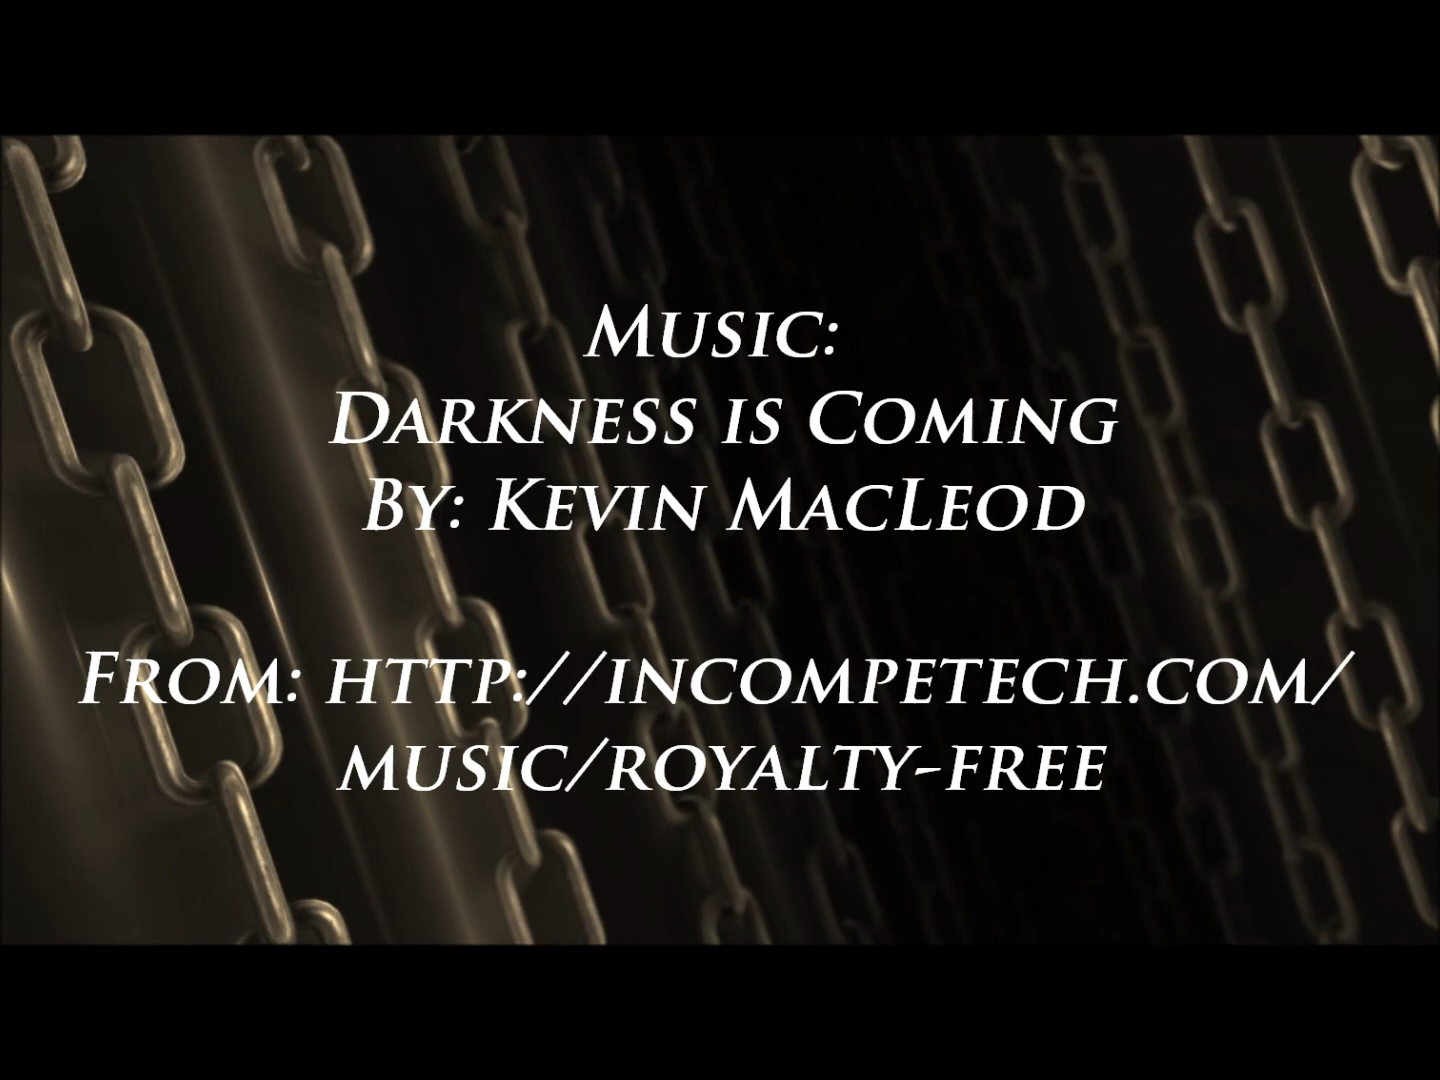 Music:
Darkness is Coming
By: Kevin MacLeod
From: http://incompetech.com/
music/royalty-free